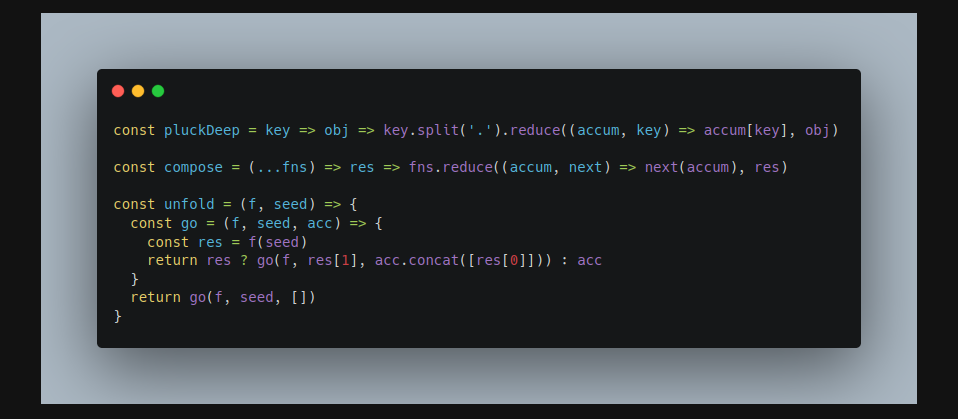 const pluckDeep = key => obj => key.split('.').reduce((accum, key) => accum[key], obj)
const compose = (...fns) => res => fns.reduce((accum, next) => next(accum), res)
const unfold = (f, seed) => {
const go = (f, seed, acc) => {
const res = f(seed)
return res ? go(f, res[1], acc.concat([res[0]])) : acc
}
return go(f, seed, [])
}